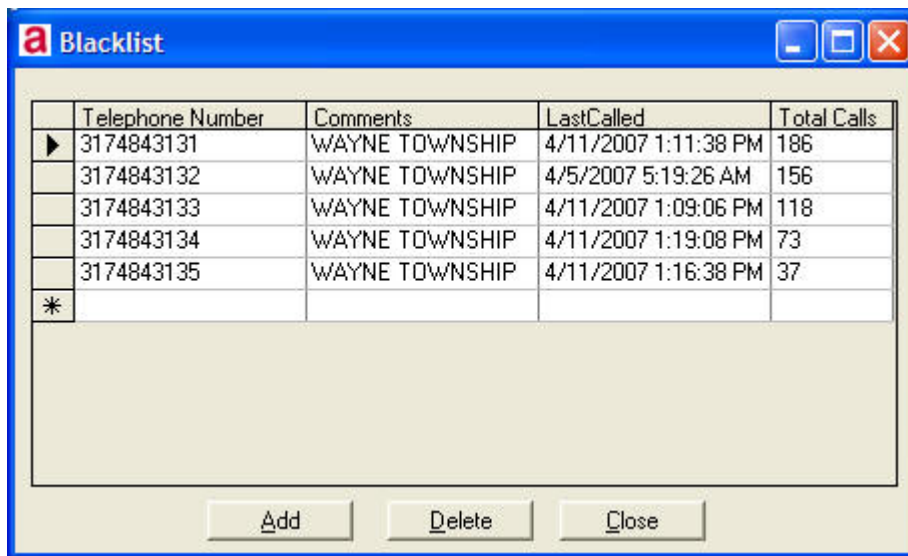 a Blacklist
Telephone Number Comments LastCalled Total Calls
3174843131 WAYNE TOWNSHIP 4/11/2007 1:11:38 PM 186
3174843132 WAYNE TOWNSHIP 4/5/2007 5:19:26 AM 156
3174843133 WAYNE TOWNSHIP 4/11/2007 1:09:06 PM 118
3174843134 WAYNE TOWNSHIP 4/11/2007 1:19:08 PM 73
3174843135 WAYNE TOWNSHIP 4/11/2007 1:16:38 PM 37
Add Delete Close